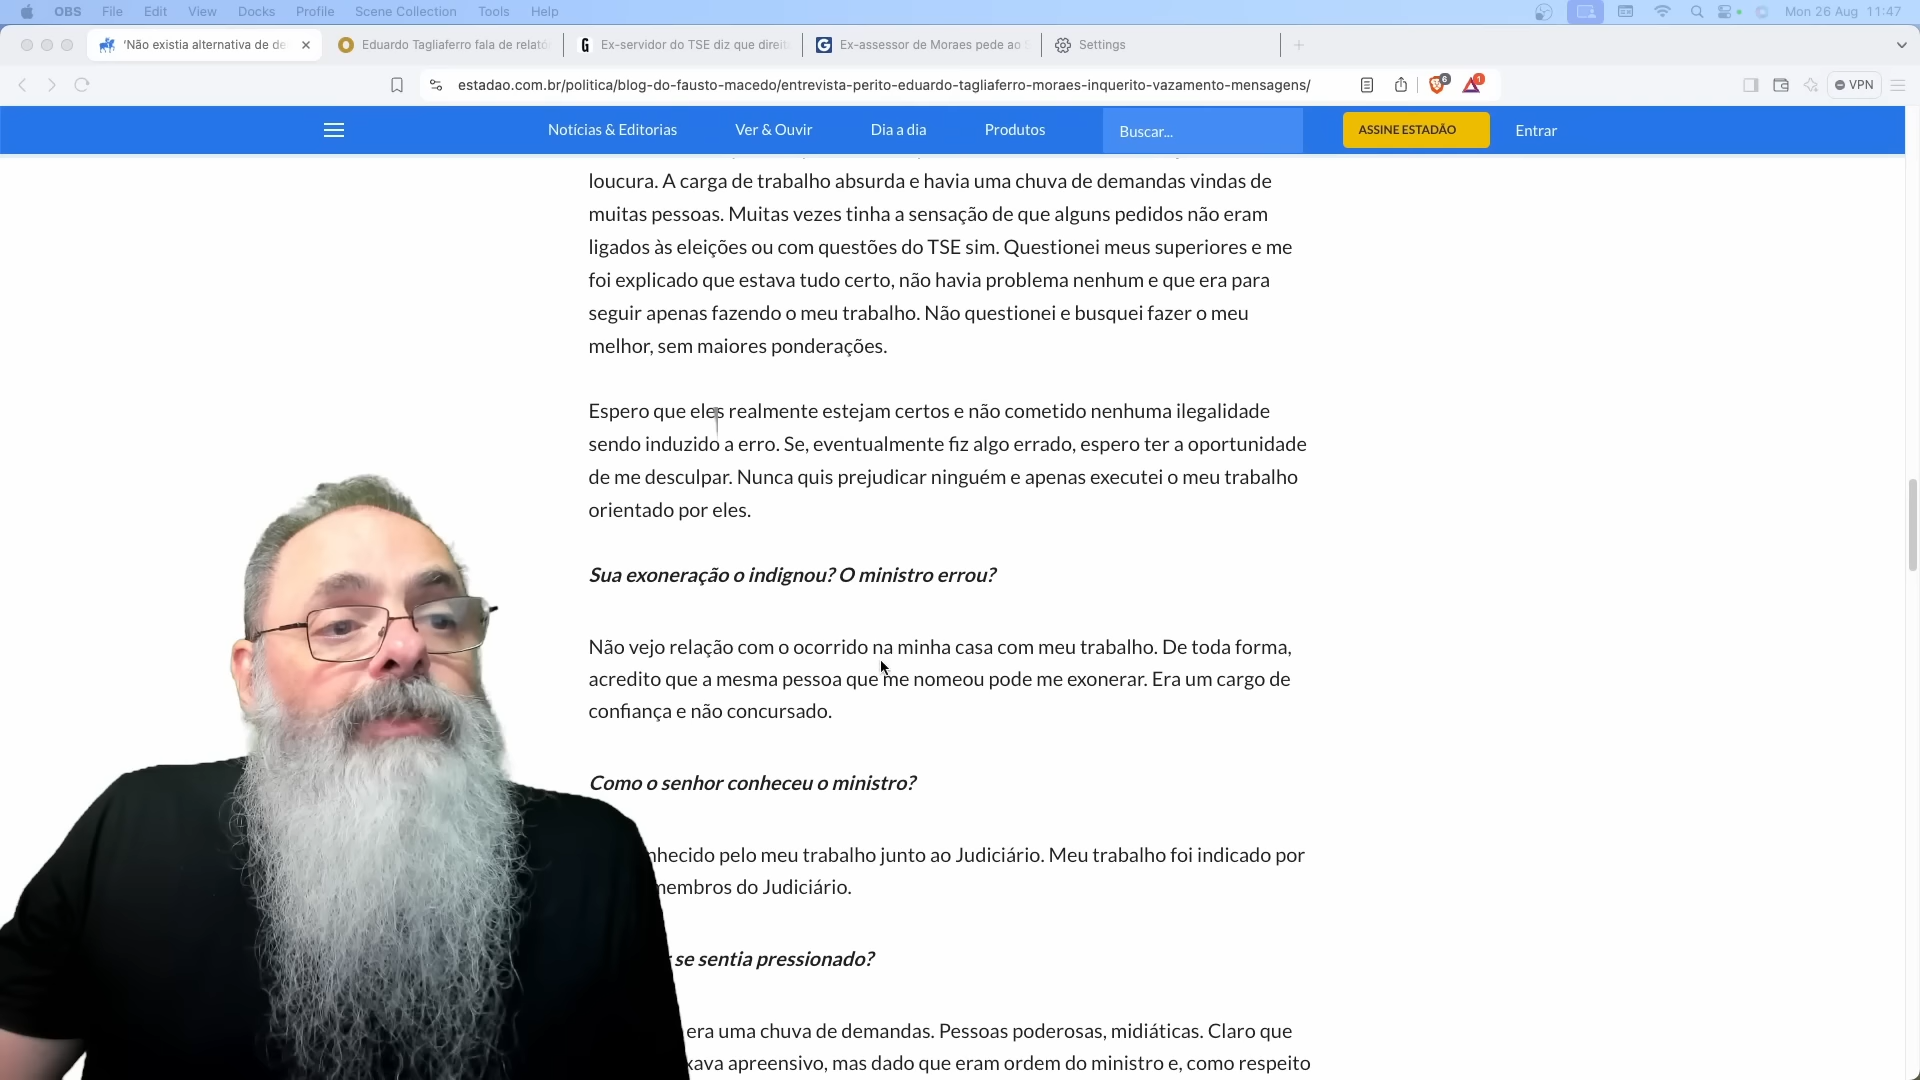 OBS File Edit View Docks Profile Scene Collection Tools Help Mon 26 Aug 11:47
'Não existia alternativa de de Eduardo Tagliaferro fala de relató Ex-servidor do TSE diz que direit Ex-assessor de Moraes pede ao S Settings
estadao.com.br/politica/blog-do-fausto-macedo/entrevista-perito-eduardo-tagliaferro-moraes-inquerito-vazamento-mensagens/ 6 1 VPN
Notícias & Editorias Ver & Ouvir Dia a dia Produtos Buscar... ASSINE ESTADÃO Entrar
loucura. A carga de trabalho absurda e havia uma chuva de demandas vindas de
muitas pessoas. Muitas vezes tinha a sensação de que alguns pedidos não eram
ligados às eleições ou com questões do TSE sim. Questionei meus superiores e me
foi explicado que estava tudo certo, não havia problema nenhum e que era para
seguir apenas fazendo o meu trabalho. Não questionei e busquei fazer o meu
melhor, sem maiores ponderações.
Espero que eles realmente estejam certos e não cometido nenhuma ilegalidade
sendo induzido a erro. Se, eventualmente fiz algo errado, espero ter a oportunidade
de me desculpar. Nunca quis prejudicar ninguém e apenas executei o meu trabalho
orientado por eles.
Sua exoneração o indignou? O ministro errou?
Não vejo relação com o ocorrido na minha casa com meu trabalho. De toda forma,
acredito que a mesma pessoa que me nomeou pode me exonerar. Era um cargo de
confiança e não concursado.
Como o senhor conheceu o ministro?
nhecido pelo meu trabalho junto ao Judiciário. Meu trabalho foi indicado por
membros do Judiciário.
se sentia pressionado?
era uma chuva de demandas. Pessoas poderosas, midiáticas. Claro que
xava apreensivo, mas dado que eram ordem do ministro e, como respeito